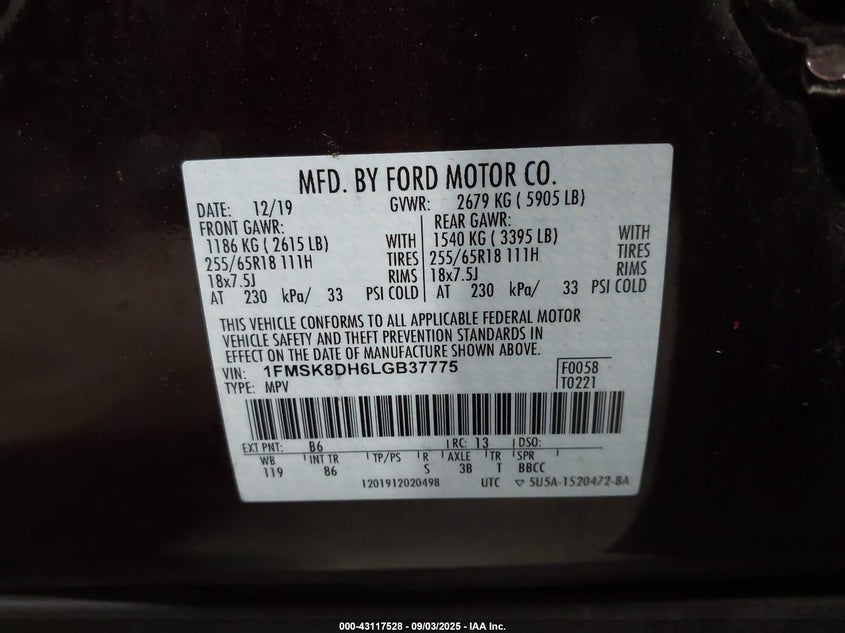 MFD. BY FORD MOTOR CO.
DATE: 12/19 GVWR: 2679 KG ( 5905 LB)
FRONT GAWR: REAR GAWR:
1186 KG ( 2615 LB) WITH 1540 KG ( 3395 LB) WITH
255/65R18 111H TIRES 255/65R18 111H TIRES
18x7.5J RIMS 18x7.5J RIMS
AT 230 kPa/ 33 PSI COLD AT 230 kPa/ 33 PSI COLD
THIS VEHICLE CONFORMS TO ALL APPLICABLE FEDERAL MOTOR
VEHICLE SAFETY AND THEFT PREVENTION STANDARDS IN
EFFECT ON THE DATE OF MANUFACTURE SHOWN ABOVE.
VIN: 1FMSK8DH6LGB37775 F0058
TYPE: MPV T0221
EXT PNT: B6 RC: 13 DSO:
WB INT TR TP/PS R AXLE TR SPR
119 86 S 3B T BBCC
1201912020498 UTC ▽ 5U5A-1520472-8A
000-43117528 - 09/03/2025 - IAA Inc.